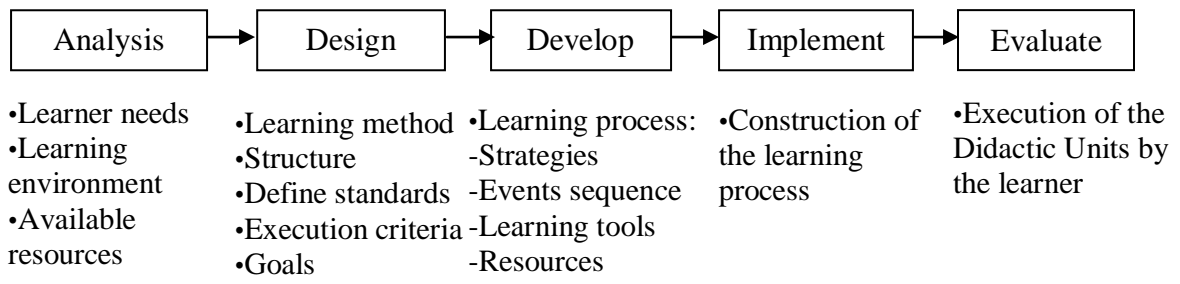 Analysis
Design
Develop
Implement
Evaluate
•Learner needs
•Learning
environment
•Available
resources
•Learning method
•Structure
•Define standards
•Execution criteria
•Goals
•Learning process:
-Strategies
-Events sequence
-Learning tools
-Resources
•Construction of
the learning
process
•Execution of the
Didactic Units by
the learner